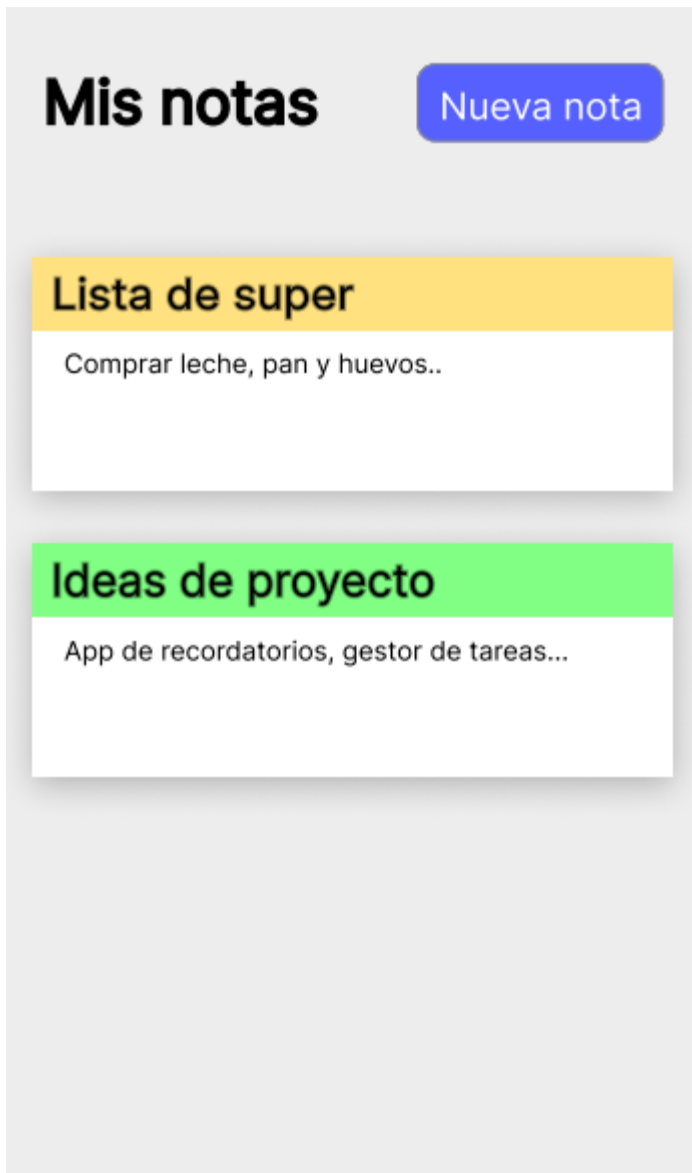 Mis notas
Nueva nota
Lista de super
Comprar leche, pan y huevos..
Ideas de proyecto
App de recordatorios, gestor de tareas...